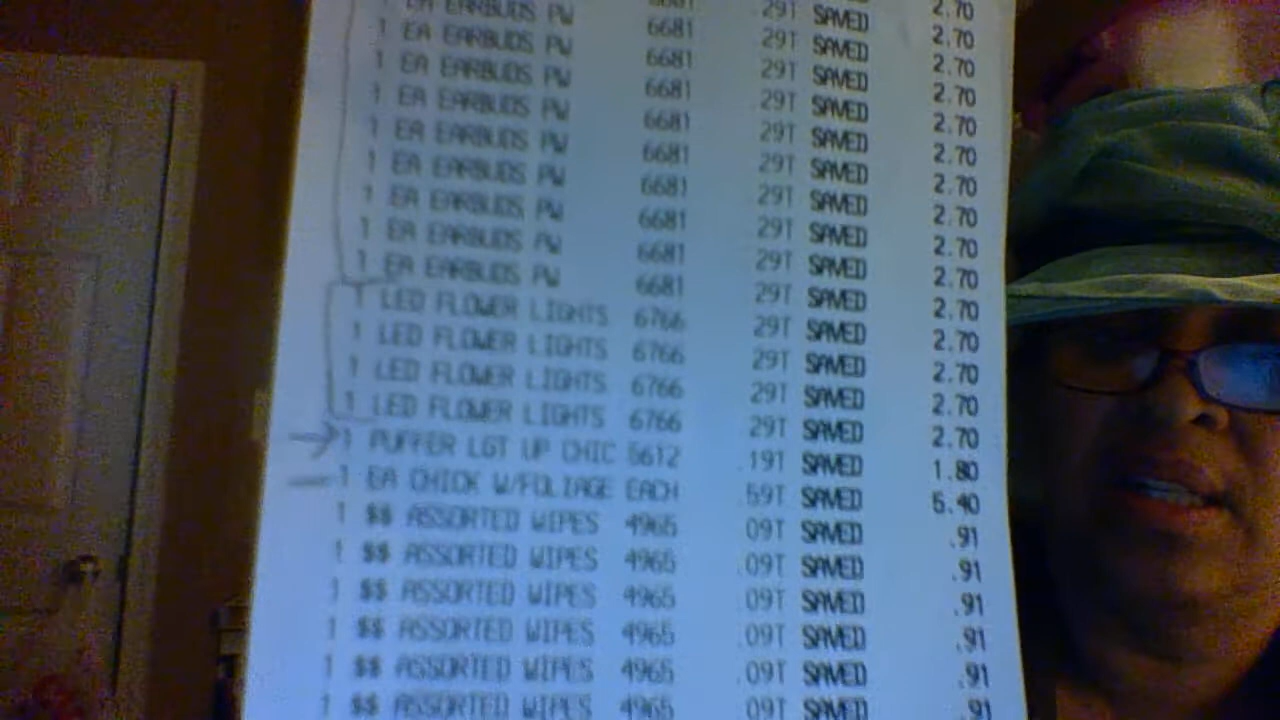 2.70
6681 .29T SAVED 2.70
1 EA EARBUDS PW 6681 .29T SAVED 2.70
1 EA EARBUDS PW 6681 .29T SAVED 2.70
1 EA EARBUDS PW 6681 .29T SAVED 2.70
1 EA EARBUDS PW 6681 .29T SAVED 2.70
1 EA EARBUDS PW 6681 .29T SAVED 2.70
1 EA EARBUDS PW 6681 .29T SAVED 2.70
1 EA EARBUDS PW 6681 .29T SAVED 2.70
1 EA EARBUDS PW 6681 .29T SAVED 2.70
1 EA EARBUDS PW 6681 .29T SAVED 2.70
1 LED FLOWER LIGHTS 6766 .29T SAVED 2.70
1 LED FLOWER LIGHTS 6766 .29T SAVED 2.70
1 LED FLOWER LIGHTS 6766 .29T SAVED 2.70
1 LED FLOWER LIGHTS 6766 .29T SAVED 2.70
1 PUFFER LGT UP CHIC 5612 .19T SAVED 1.80
1 EA CHICK W/FOLIAGE EACH .59T SAVED 5.40
1 $$ ASSORTED WIPES 4965 .09T SAVED .91
1 $$ ASSORTED WIPES 4965 .09T SAVED .91
1 $$ ASSORTED WIPES 4965 .09T SAVED .91
1 $$ ASSORTED WIPES 4965 .09T SAVED .91
1 $$ ASSORTED WIPES 4965 .09T SAVED .91
1 $$ ASSORTED WIPES 4965 .09T SAVED .91